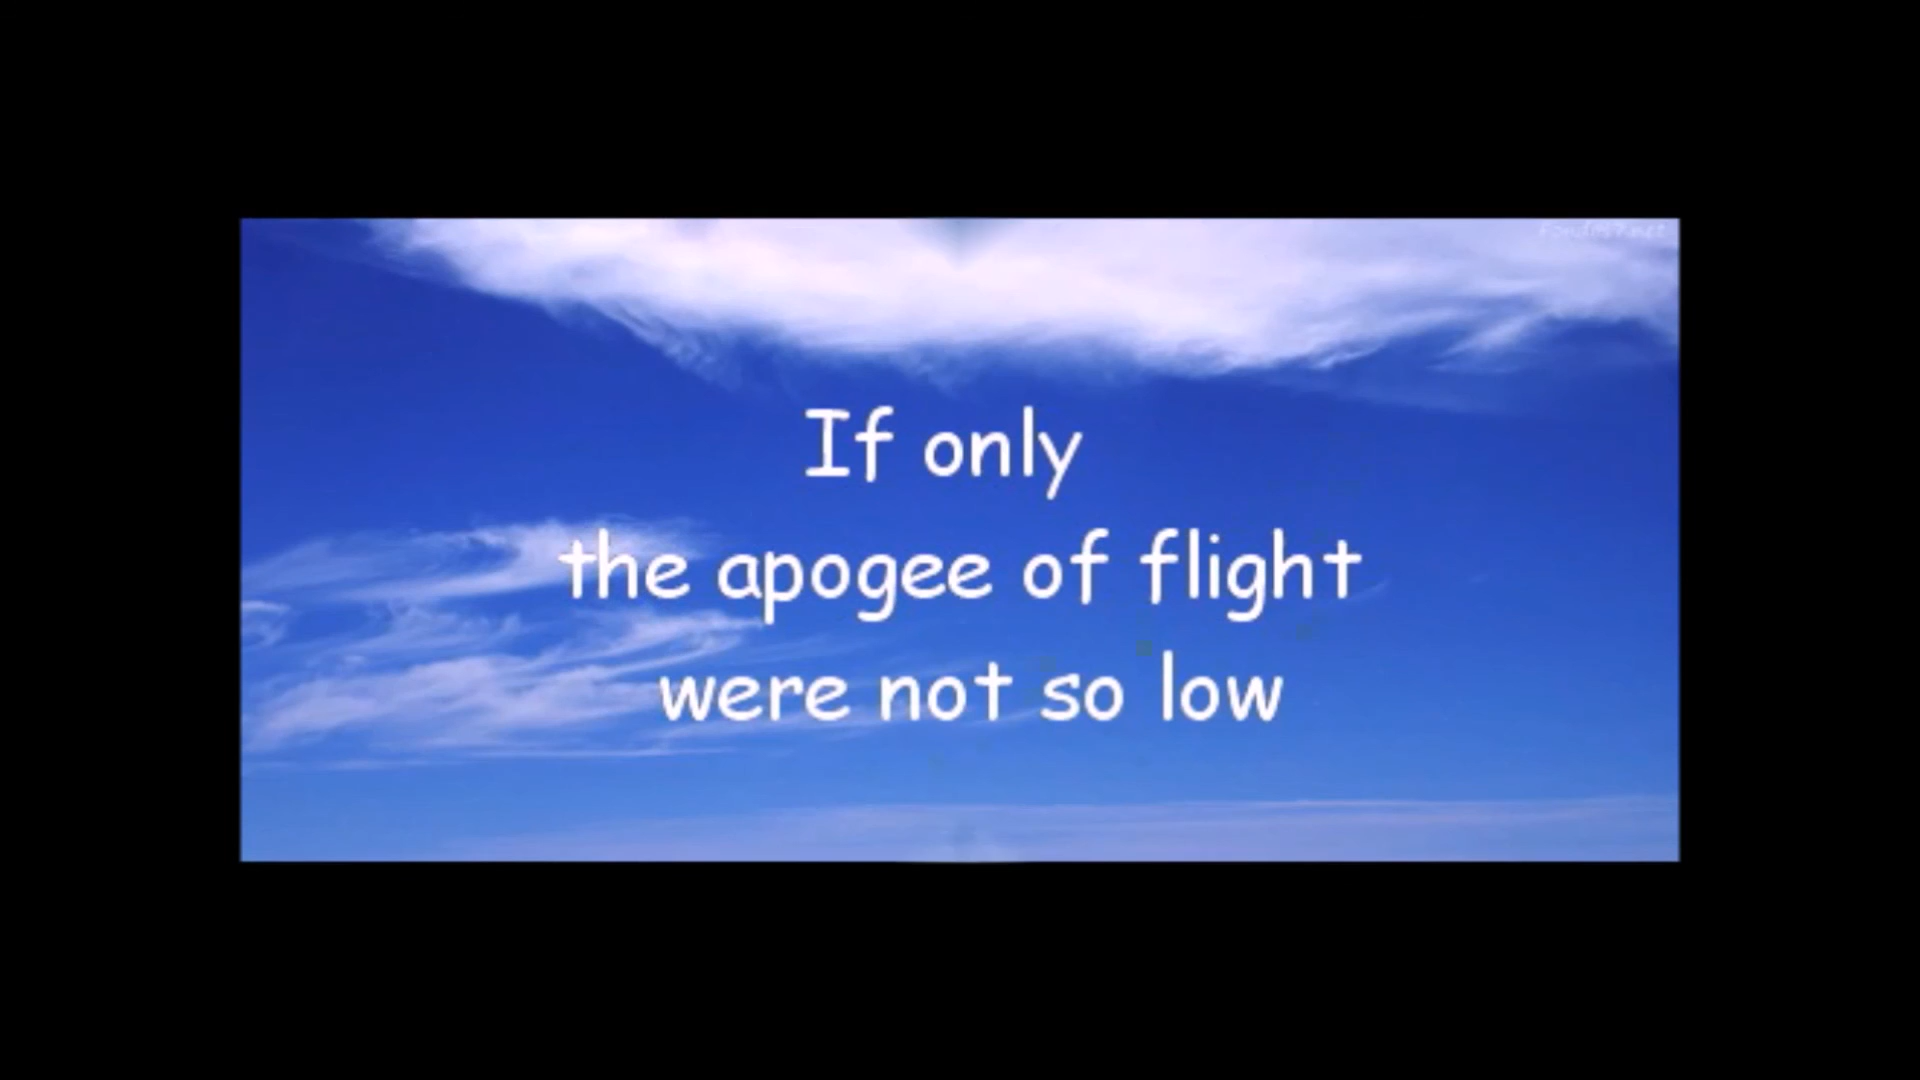 If only
the apogee of flight
were not so low